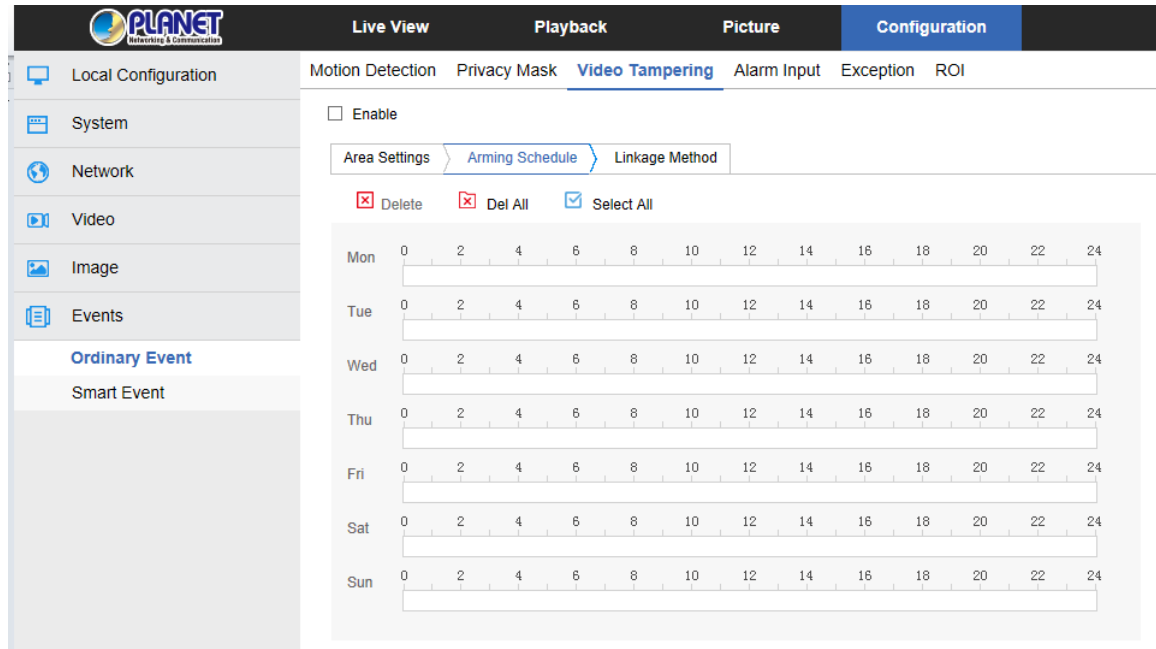 PLANET
Networking & Communication
Live View Playback Picture Configuration
Local Configuration
System
Network
Video
Image
Events
Ordinary Event
Smart Event
Motion Detection Privacy Mask Video Tampering Alarm Input Exception ROI
Enable
Area Settings Arming Schedule Linkage Method
Delete Del All Select All
Mon 0 2 4 6 8 10 12 14 16 18 20 22 24
Tue 0 2 4 6 8 10 12 14 16 18 20 22 24
Wed 0 2 4 6 8 10 12 14 16 18 20 22 24
Thu 0 2 4 6 8 10 12 14 16 18 20 22 24
Fri 0 2 4 6 8 10 12 14 16 18 20 22 24
Sat 0 2 4 6 8 10 12 14 16 18 20 22 24
Sun 0 2 4 6 8 10 12 14 16 18 20 22 24